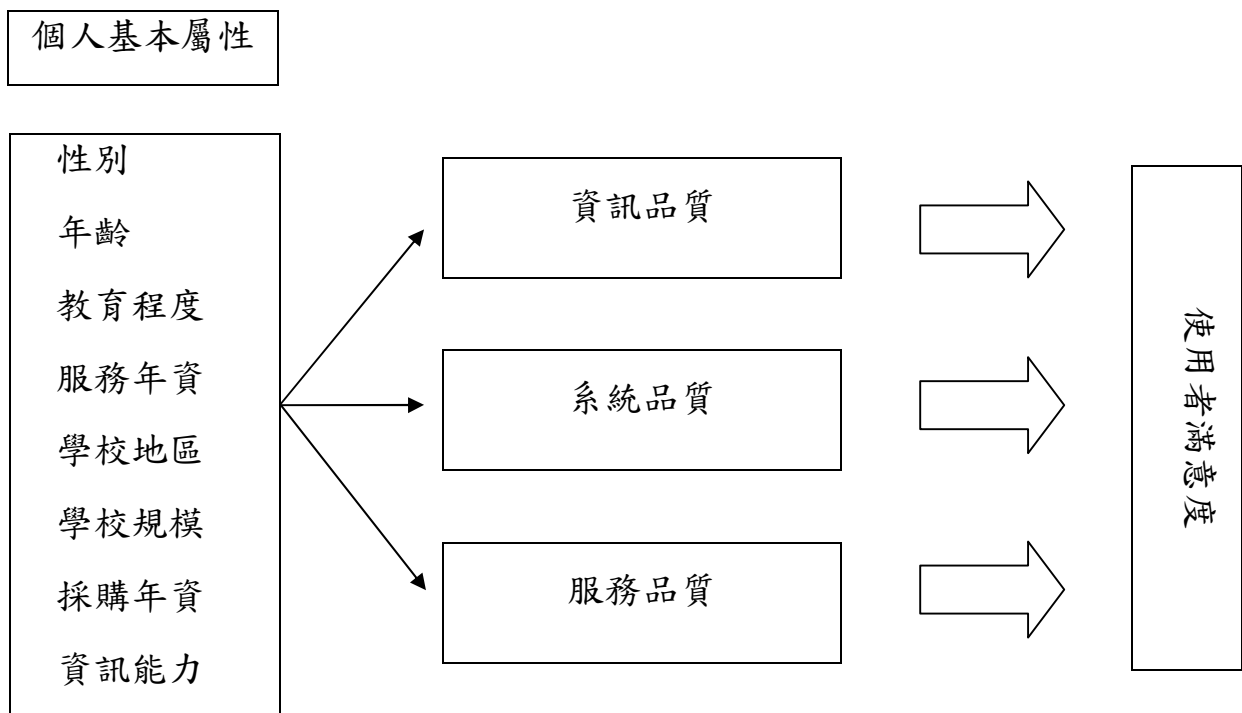 個人基本屬性
性別
年齡
教育程度
服務年資
學校地區
學校規模
採購年資
資訊能力
資訊品質
系統品質
服務品質
使用者滿意度